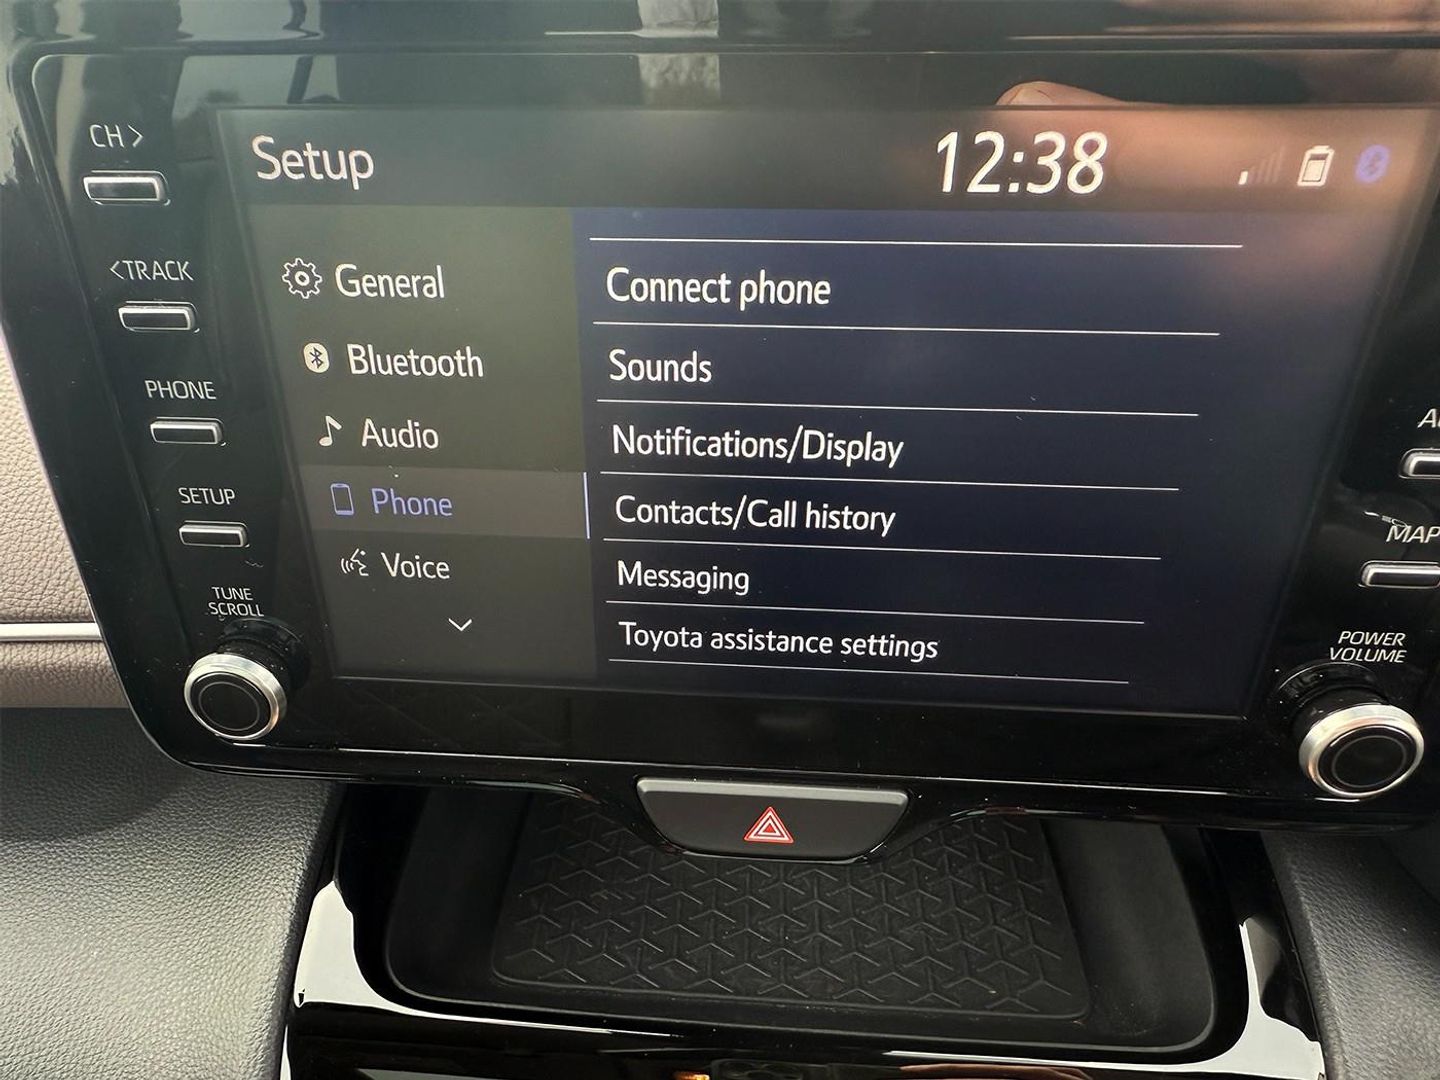 CH >
Setup
12:38
< TRACK
General
Connect phone
PHONE
Bluetooth
Sounds
Audio
Notifications/Display
SETUP
Phone
Contacts/Call history
MAP
Voice
Messaging
TUNE
SCROLL
Toyota assistance settings
POWER
VOLUME